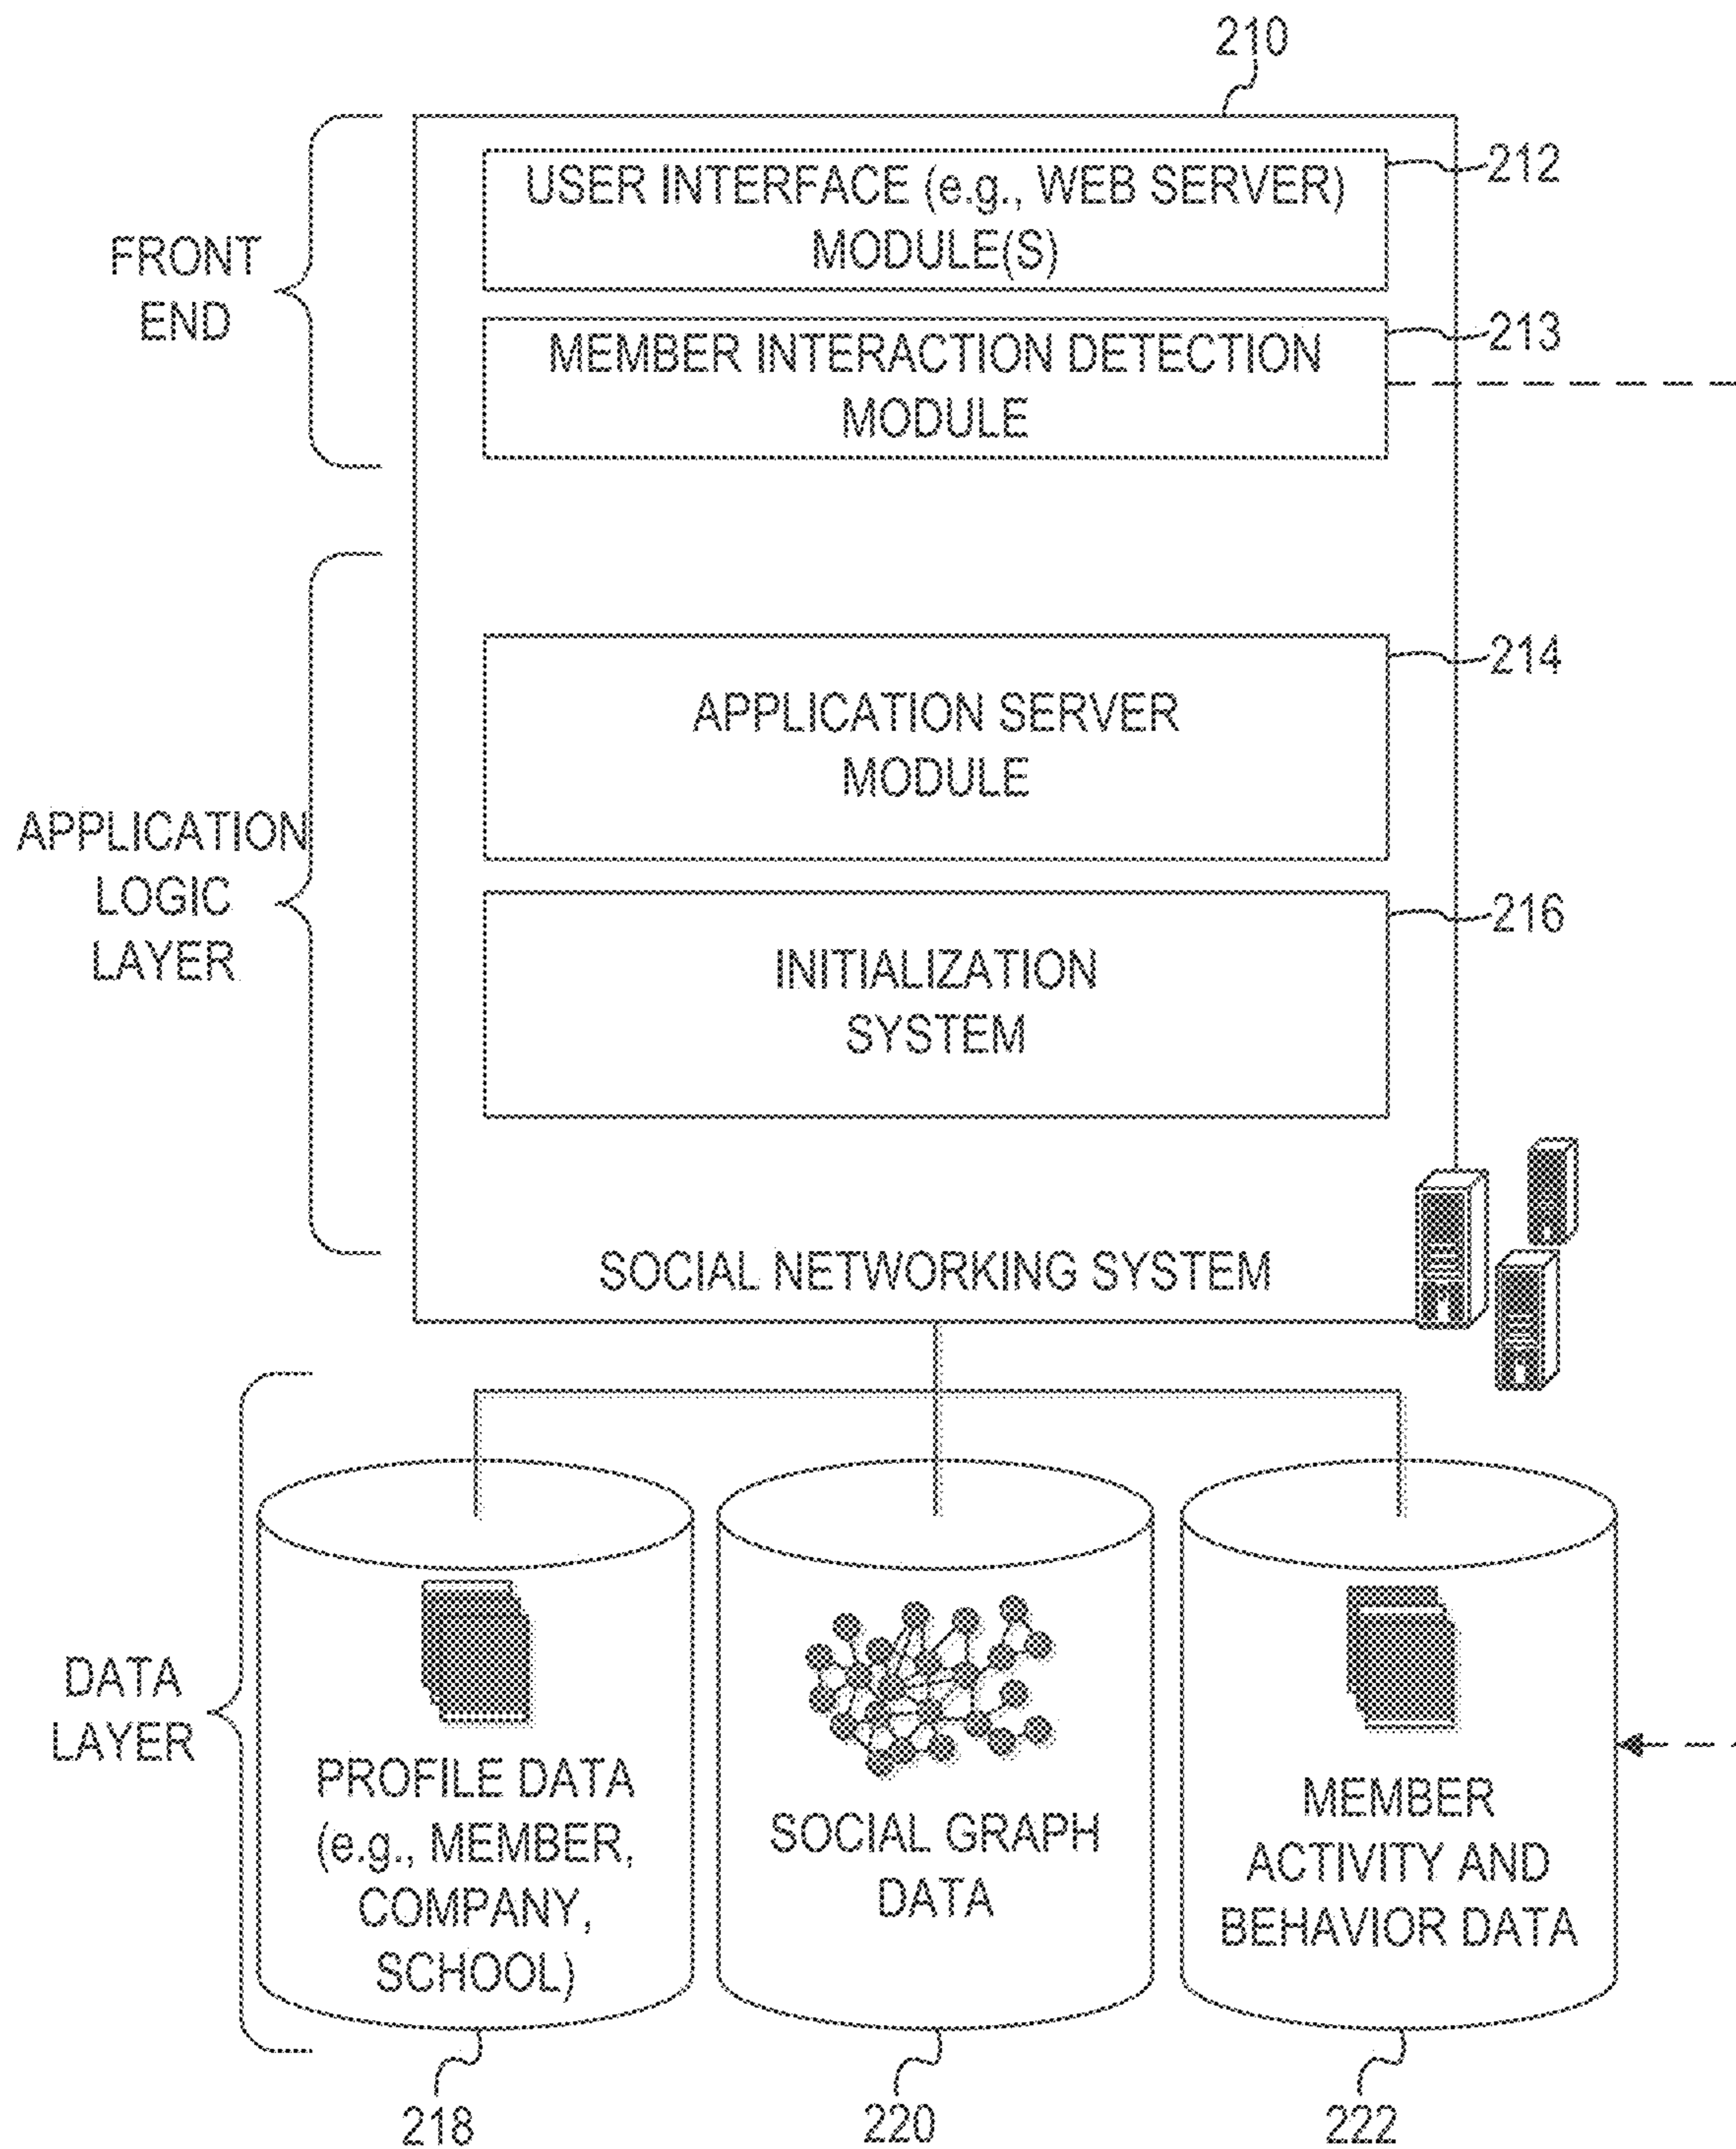 210
USER INTERFACE (e.g., WEB SERVER)
MODULE(S)
212
FRONT
END
MEMBER INTERACTION DETECTION
MODULE
213
APPLICATION
LOGIC
LAYER
APPLICATION SERVER
MODULE
214
INITIALIZATION
SYSTEM
216
SOCIAL NETWORKING SYSTEM
DATA
LAYER
PROFILE DATA
(e.g., MEMBER,
COMPANY,
SCHOOL)
SOCIAL GRAPH
DATA
MEMBER
ACTIVITY AND
BEHAVIOR DATA
218
220
222